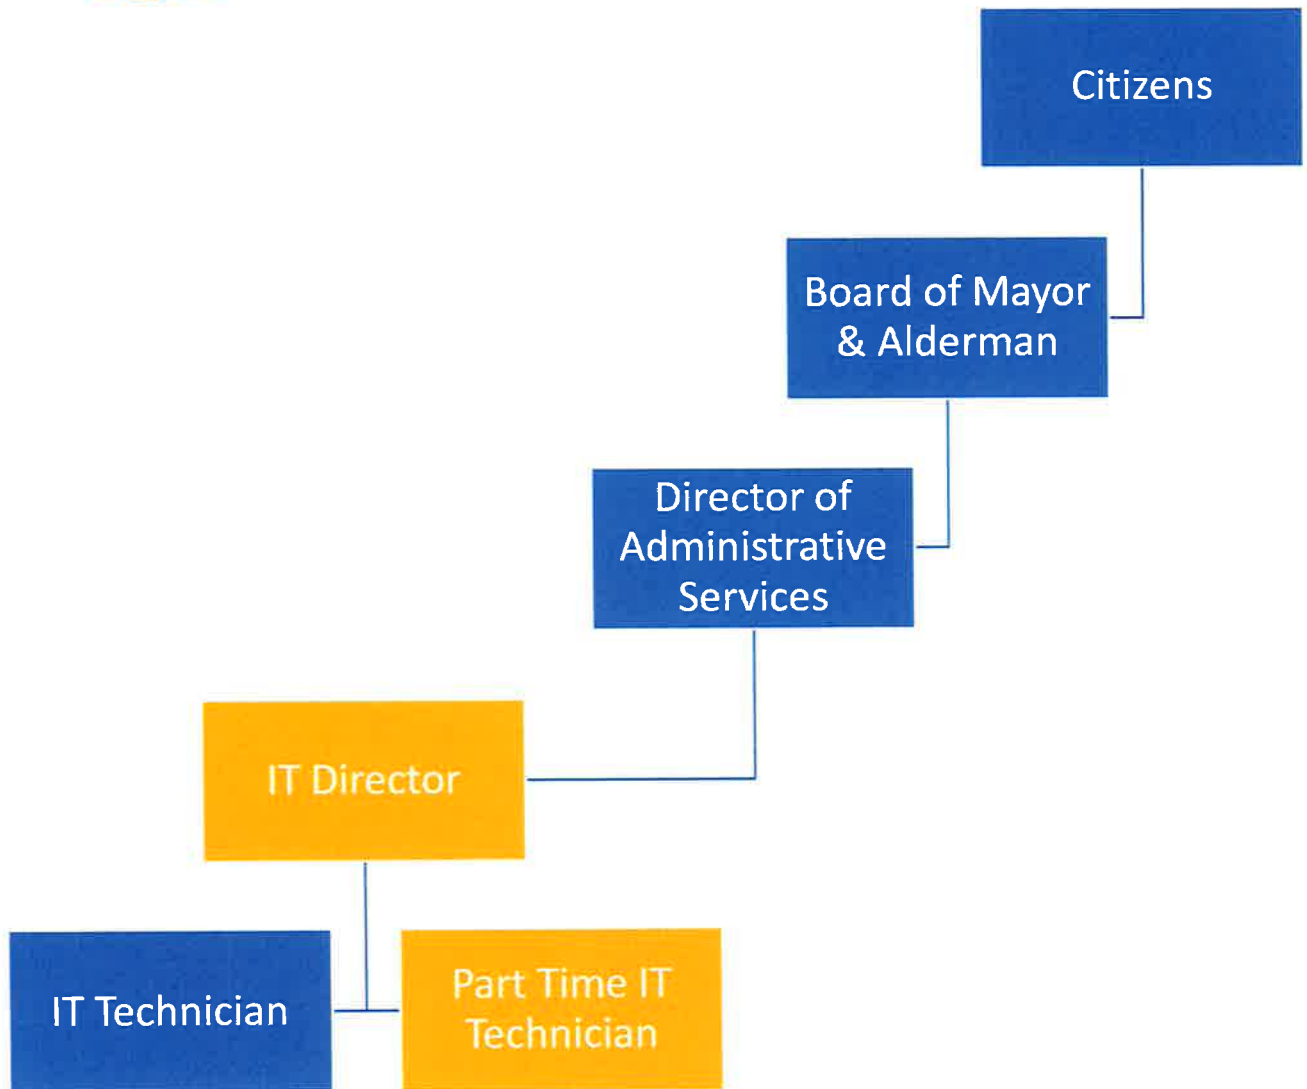 Citizens
Board of Mayor
& Alderman
Director of
Administrative
Services
IT Director
IT Technician
Part Time IT
Technician